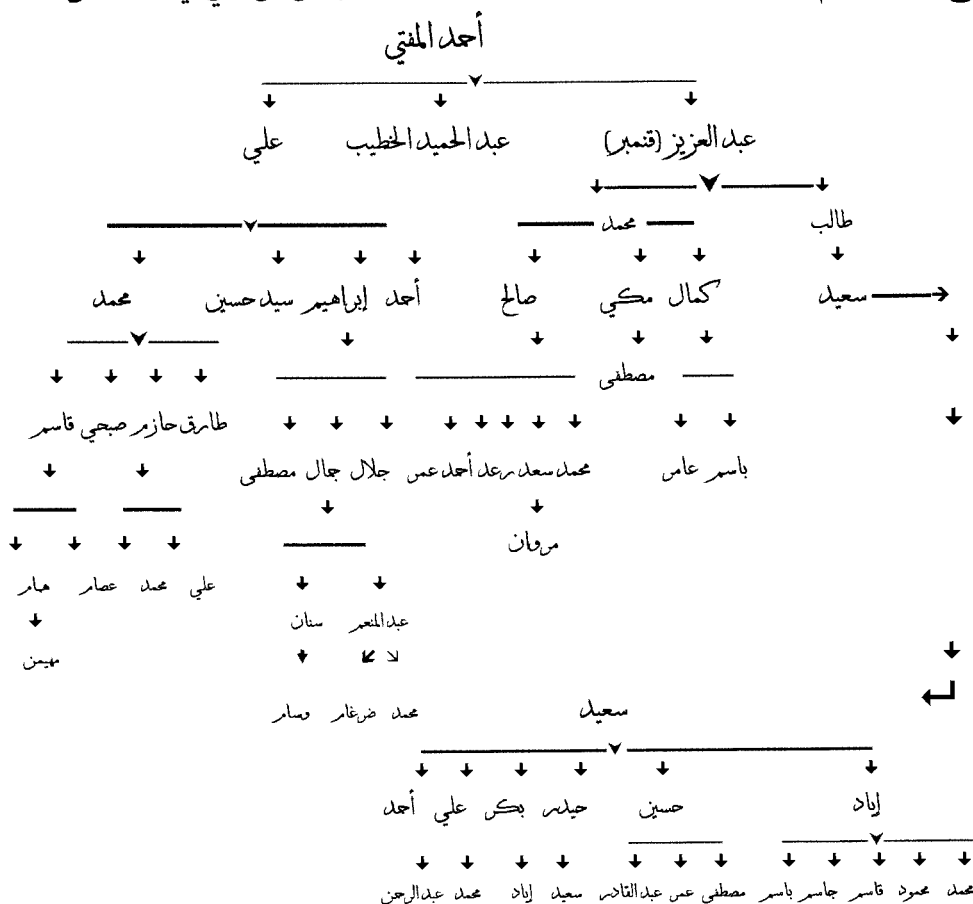 أحمد المفتي
عبد العزيز (قنمبر) عبد الحميد الخطيب علي
طالب محمد
سعيد كمال مكي صالح أحمد إبراهيم سيد حسين محمد
مصطفى
طارق حازم صبحي قاسم
باسم عامر محمد سعد رعد أحمد عمر جلال جمال مصطفى
مروان
علي محمد عصام همام
عبد المنعم سنان
مهيمن
سعيد محمد ضرغام وسام
إياد حسين حيدر بكر علي أحمد
محمد محمود قاسم جاسم باسم مصطفى عمر عبد القادر سعيد إياد محمد عبد الرحمن